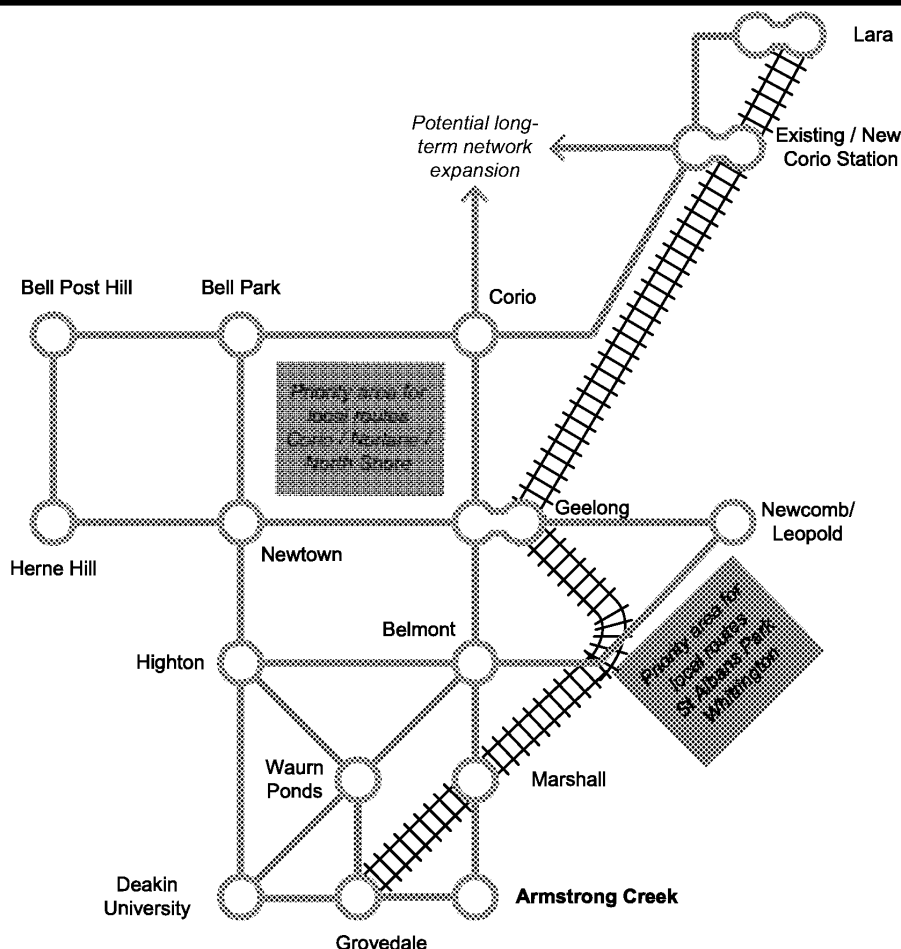 Lara
Potential long-
term network
expansion
Existing / New
Corio Station
Bell Post Hill
Bell Park
Corio
Priority area for
local routes
Corio / Norlane /
North Shore
Geelong
Newcomb/
Leopold
Herne Hill
Newtown
Priority area for
local routes
St Albans Park
Whittington
Belmont
Highton
Waurn
Ponds
Marshall
Deakin
University
Armstrong Creek
Grovedale